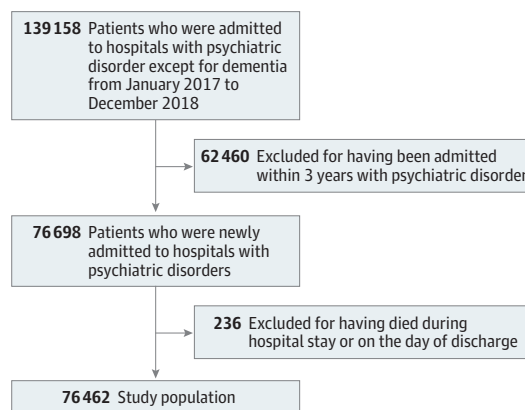 139 158 Patients who were admitted
to hospitals with psychiatric
disorder except for dementia
from January 2017 to
December 2018
62 460 Excluded for having been admitted
within 3 years with psychiatric disorder
76 698 Patients who were newly
admitted to hospitals with
psychiatric disorders
236 Excluded for having died during
hospital stay or on the day of discharge
76 462 Study population